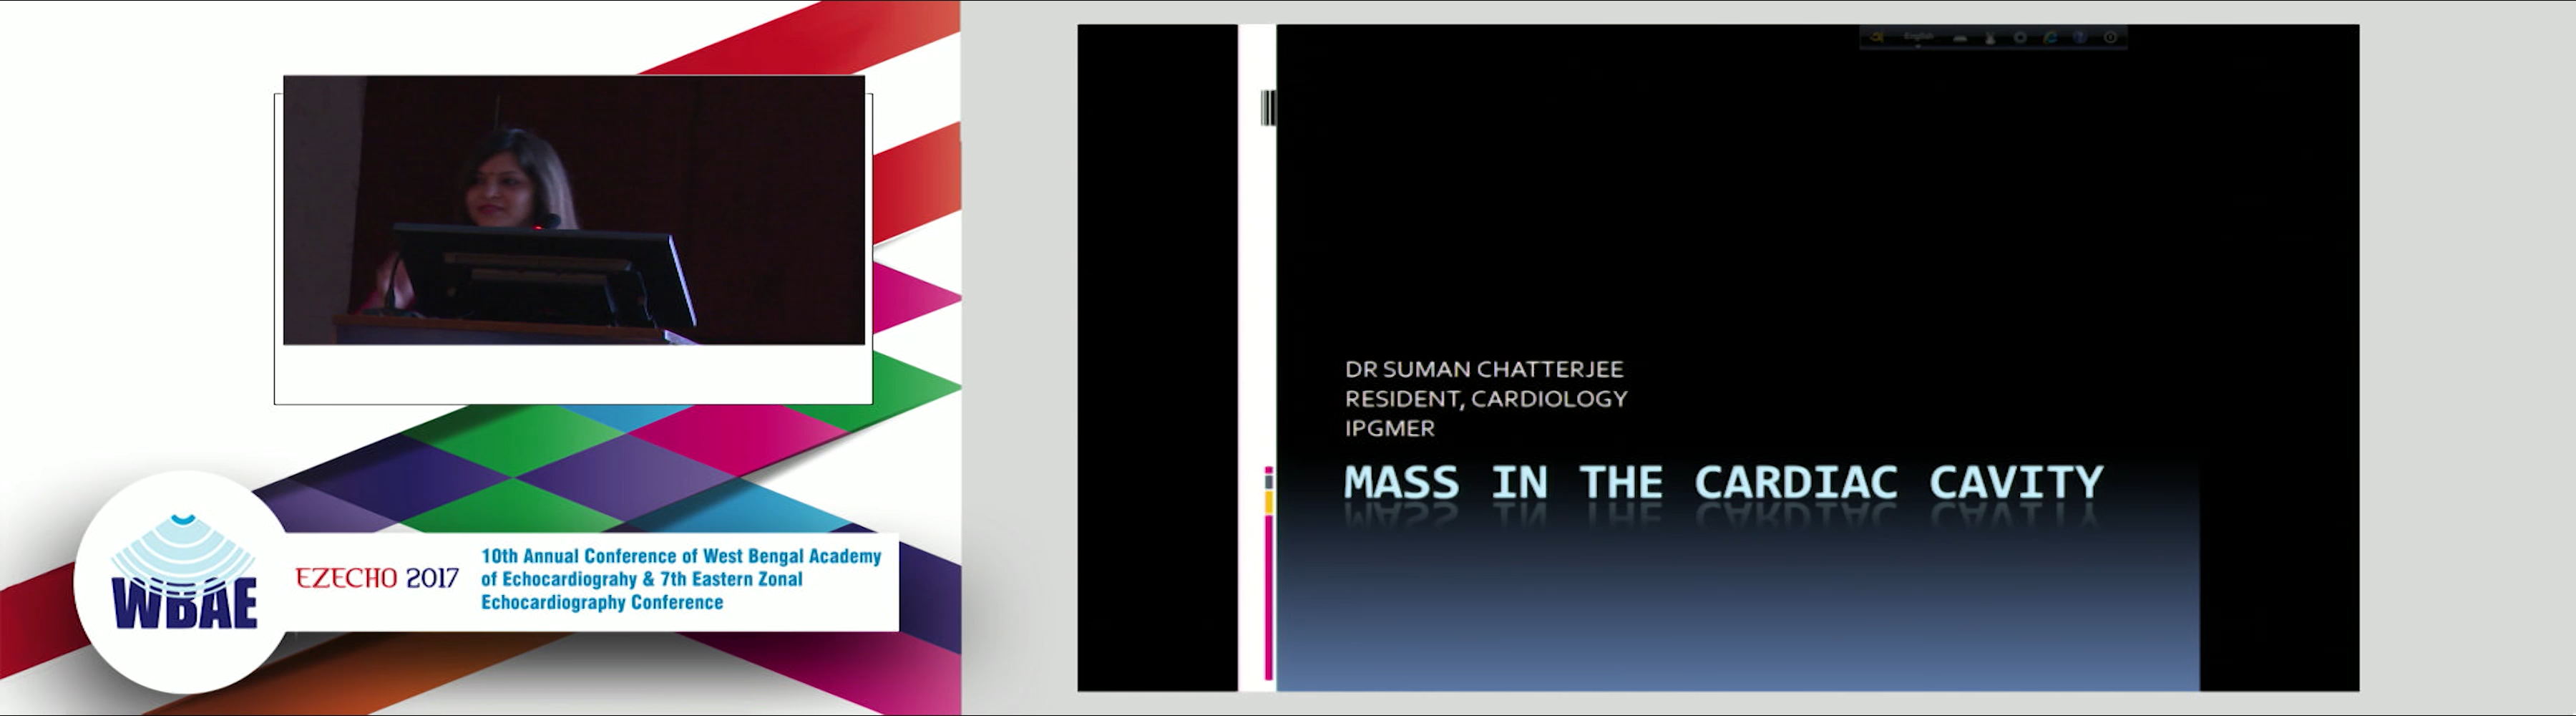 WBAE
EZECHO 2017
10th Annual Conference of West Bengal Academy
of Echocardiograhy & 7th Eastern Zonal
Echocardiography Conference
English
DR SUMAN CHATTERJEE
RESIDENT, CARDIOLOGY
IPGMER
MASS IN THE CARDIAC CAVITY